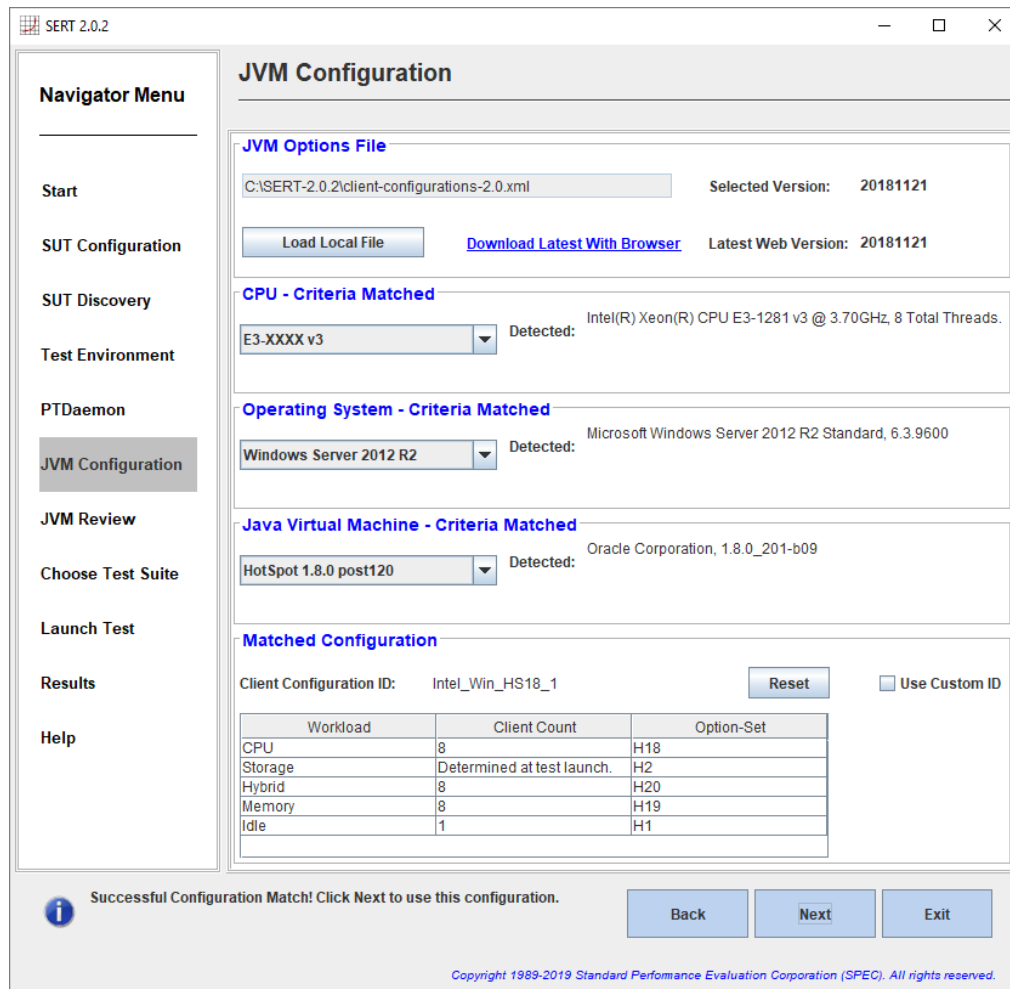 SERT 2.0.2
Navigator Menu
Start
SUT Configuration
SUT Discovery
Test Environment
PTDaemon
JVM Configuration
JVM Review
Choose Test Suite
Launch Test
Results
Help
JVM Configuration
JVM Options File
C:\SERT-2.0.2\client-configurations-2.0.xml Selected Version: 20181121
Load Local File Download Latest With Browser Latest Web Version: 20181121
CPU - Criteria Matched
E3-XXXX v3 Detected: Intel(R) Xeon(R) CPU E3-1281 v3 @ 3.70GHz, 8 Total Threads.
Operating System - Criteria Matched
Windows Server 2012 R2 Detected: Microsoft Windows Server 2012 R2 Standard, 6.3.9600
Java Virtual Machine - Criteria Matched
HotSpot 1.8.0 post120 Detected: Oracle Corporation, 1.8.0_201-b09
Matched Configuration
Client Configuration ID: Intel_Win_HS18_1 Reset Use Custom ID
Workload Client Count Option-Set
CPU 8 H18
Storage Determined at test launch. H2
Hybrid 8 H20
Memory 8 H19
Idle 1 H1
Successful Configuration Match! Click Next to use this configuration.
Back Next Exit
Copyright 1989-2019 Standard Performance Evaluation Corporation (SPEC). All rights reserved.